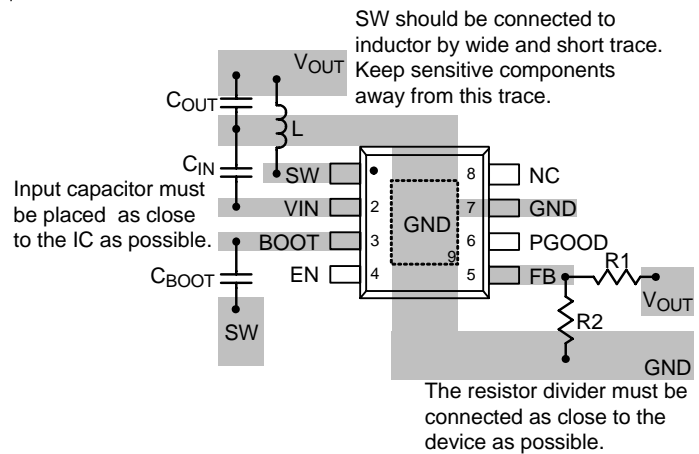 SW should be connected to
inductor by wide and short trace.
Keep sensitive components
away from this trace.
VOUT
COUT
L
CIN
Input capacitor must
be placed as close
to the IC as possible.
SW
8 NC
VIN 2
7 GND
GND
BOOT 3
6 PGOOD
9
EN 4
5 FB
R1
CBOOT
VOUT
R2
SW
GND
The resistor divider must be
connected as close to the
device as possible.